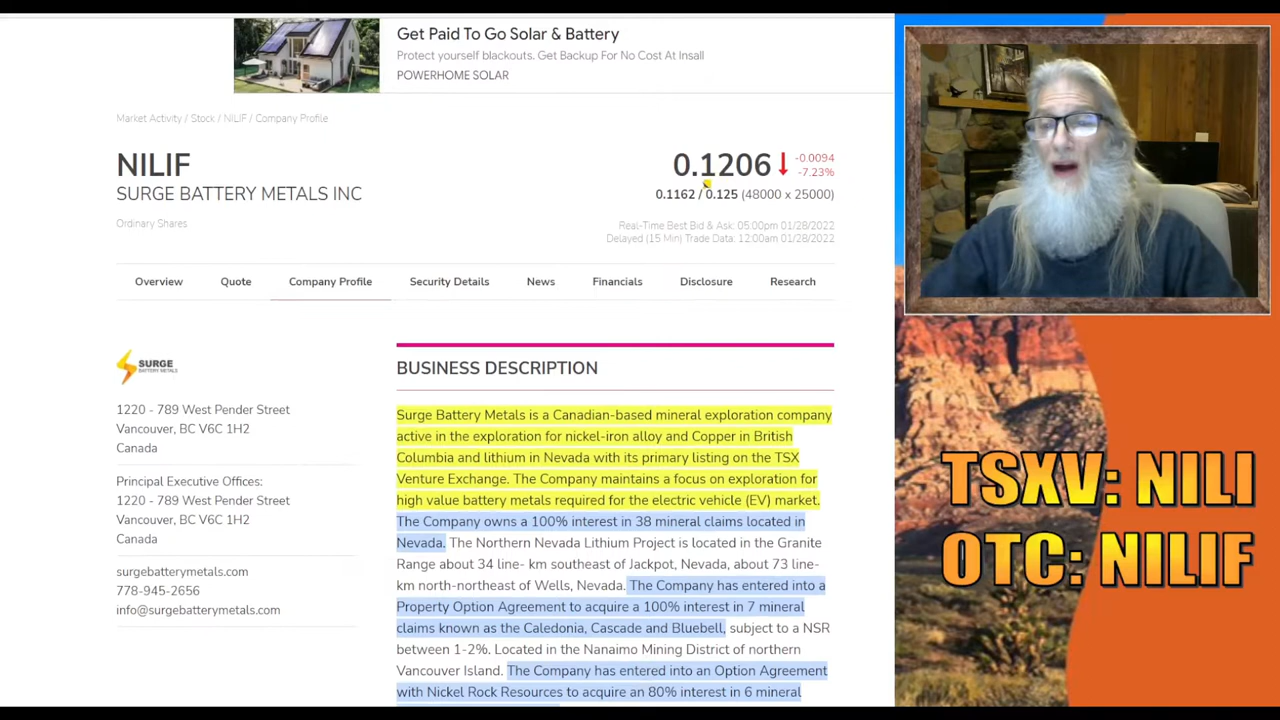 Get Paid To Go Solar & Battery
Protect yourself blackouts. Get Backup For No Cost At Insall
POWERHOME SOLAR
Market Activity / Stock / NILIF / Company Profile
NILIF
0.1206
-0.0094
-7.23%
SURGE BATTERY METALS INC
0.1162 / 0.125 (48000 x 25000)
Ordinary Shares
Real-Time Best Bid & Ask: 05:00pm 01/28/2022
Delayed (15 Min) Trade Data: 12:00am 01/28/2022
Overview Quote Company Profile Security Details News Financials Disclosure Research
SURGE
BATTERY METALS
1220 - 789 West Pender Street
Vancouver, BC V6C 1H2
Canada
Principal Executive Offices:
1220 - 789 West Pender Street
Vancouver, BC V6C 1H2
Canada
surgebatterymetals.com
778-945-2656
info@surgebatterymetals.com
BUSINESS DESCRIPTION
Surge Battery Metals is a Canadian-based mineral exploration company
active in the exploration for nickel-iron alloy and Copper in British
Columbia and lithium in Nevada with its primary listing on the TSX
Venture Exchange. The Company maintains a focus on exploration for
high value battery metals required for the electric vehicle (EV) market.
The Company owns a 100% interest in 38 mineral claims located in
Nevada. The Northern Nevada Lithium Project is located in the Granite
Range about 34 line- km southeast of Jackpot, Nevada, about 73 line-
km north-northeast of Wells, Nevada. The Company has entered into a
Property Option Agreement to acquire a 100% interest in 7 mineral
claims known as the Caledonia, Cascade and Bluebell, subject to a NSR
between 1-2%. Located in the Nanaimo Mining District of northern
Vancouver Island. The Company has entered into an Option Agreement
with Nickel Rock Resources to acquire an 80% interest in 6 mineral
TSXV: NILI
OTC: NILIF